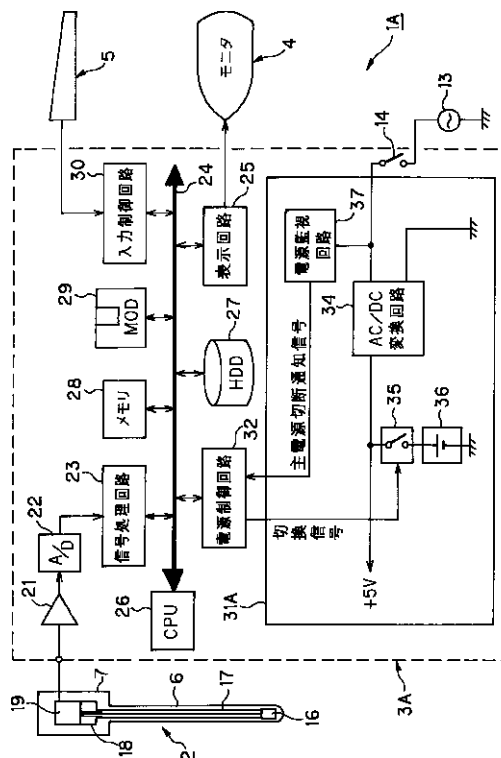 5
モニタ
4
1A
30
入力制御回路
24
25
表示回路
14
13
29
MOD
27
HDD
37
電源監視
回路
34
AC/DC
変換回路
28
メモリ
主電源切断通知信号
35
36
23
信号処理回路
32
電源制御回路
切換信号
22
A/D
21
26
CPU
+5V
31A
3A
19
7
18
6
17
16
2